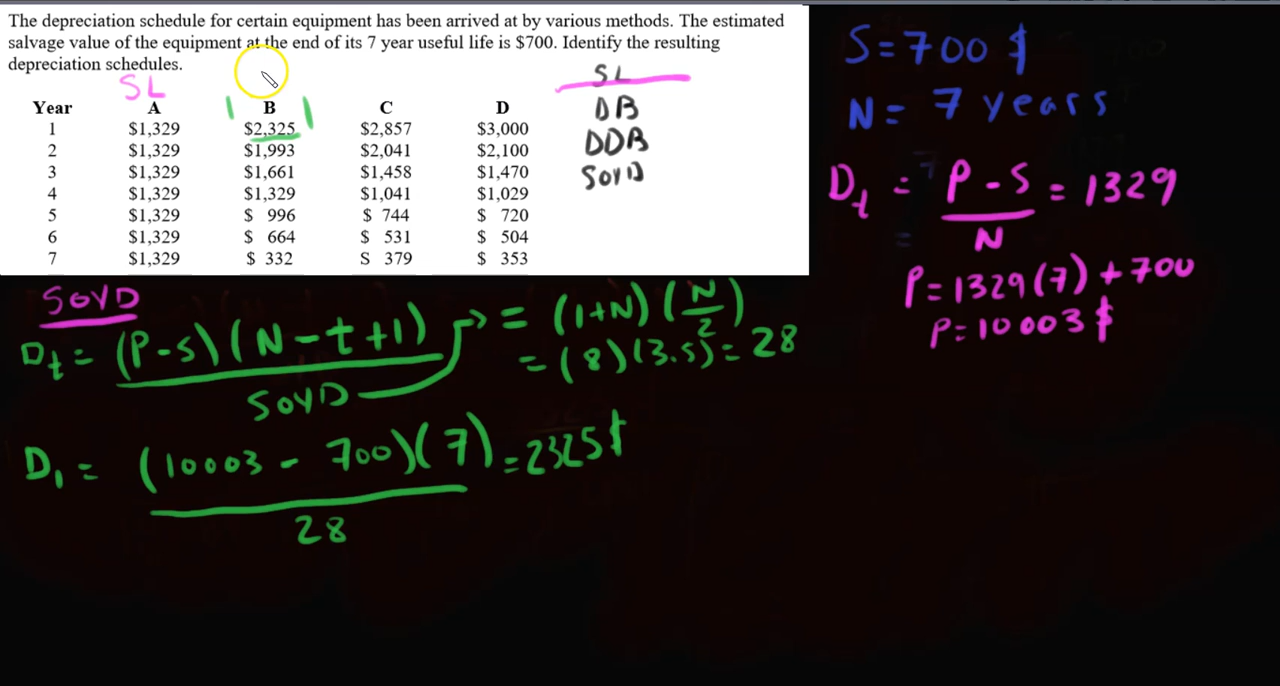 The depreciation schedule for certain equipment has been arrived at by various methods. The estimated
salvage value of the equipment at the end of its 7 year useful life is $700. Identify the resulting
depreciation schedules.
SL
Year A B C D
1 $1,329 $2,325 $2,857 $3,000
2 $1,329 $1,993 $2,041 $2,100
3 $1,329 $1,661 $1,458 $1,470
4 $1,329 $1,329 $1,041 $1,029
5 $1,329 $ 996 $ 744 $ 720
6 $1,329 $ 664 $ 531 $ 504
7 $1,329 $ 332 $ 379 $ 353
SL
DB
DDB
SOYD
S = 700 $
N = 7 years
Dt = P - S / N = 1329
P = 1329(7) + 700
P = 10003 $
SOYD
Dt = (P - S)(N - t + 1) / SOYD
= (1+N)(N/2)
= (8)(3.5) = 28
D1 = (10003 - 700)(7) / 28 = 2325 $